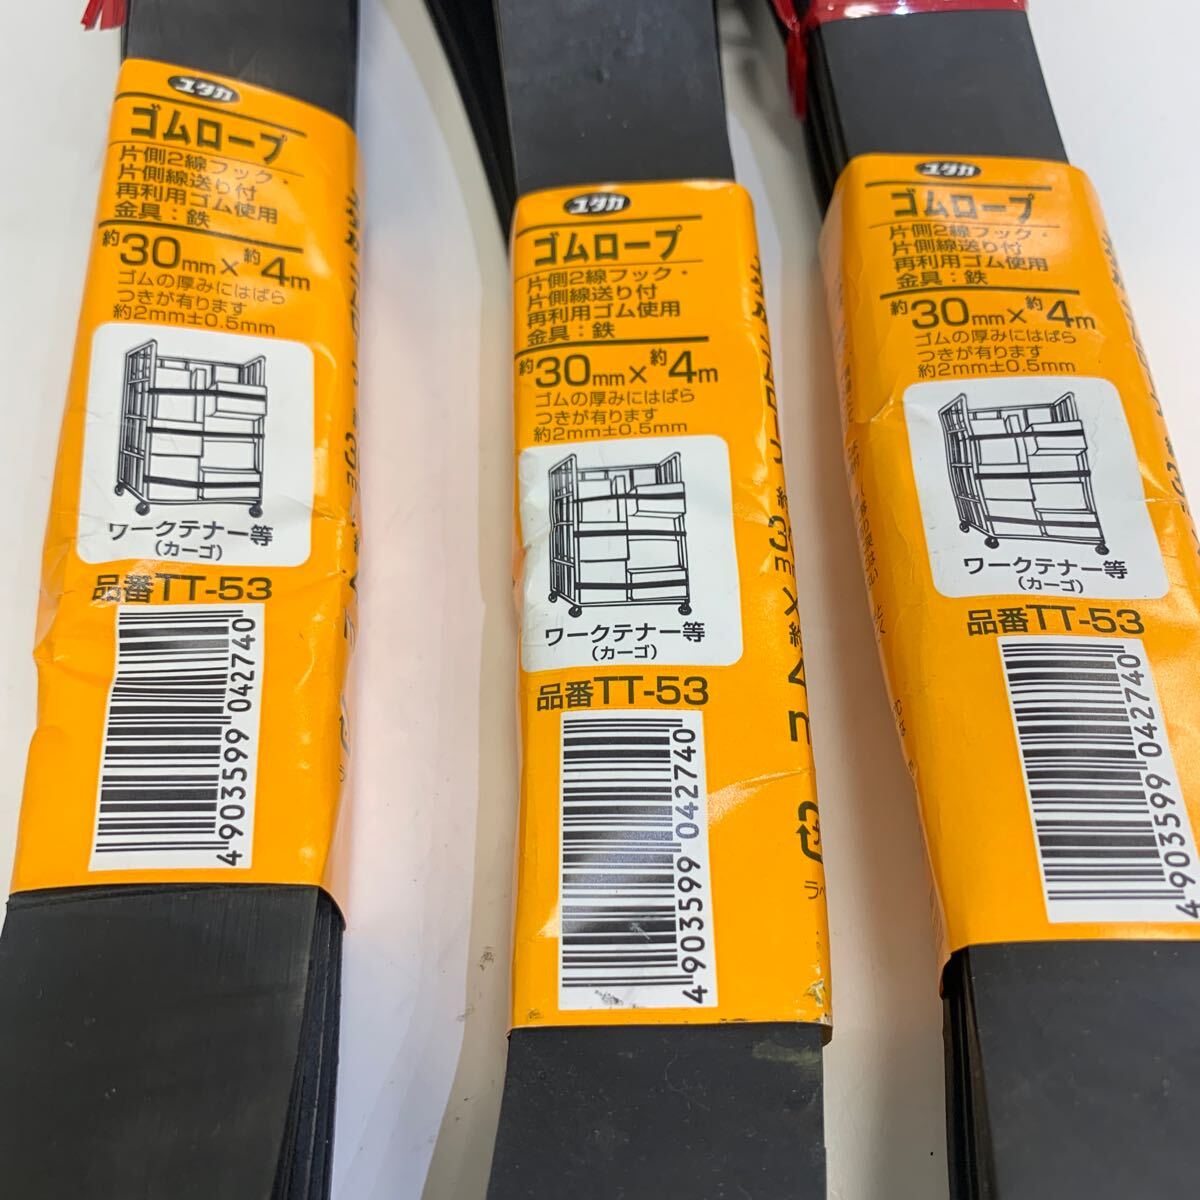 ユタカ
ゴムロープ
片側2線フック・
片側線送り付
再利用ゴム使用
金具：鉄
約30mm×約4m
ゴムの厚みにはばら
つきが有ります
約2mm±0.5mm
ワークテナー等
(カーゴ)
品番TT-53
4903599042740
ユタカ
ゴムロープ
片側2線フック・
片側線送り付
再利用ゴム使用
金具：鉄
約30mm×約4m
ゴムの厚みにはばら
つきが有ります
約2mm±0.5mm
ワークテナー等
(カーゴ)
品番TT-53
4903599042740
ユタカ
ゴムロープ
片側2線フック・
片側線送り付
再利用ゴム使用
金具：鉄
約30mm×約4m
ゴムの厚みにはばら
つきが有ります
約2mm±0.5mm
ワークテナー等
(カーゴ)
品番TT-53
4903599042740